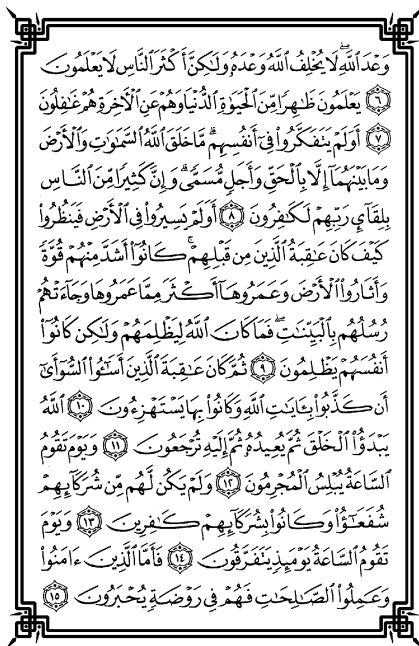 وَعْدَ ٱللَّهِ ۖ لَا يُخْلِفُ ٱللَّهُ وَعْدَهُۥ وَلَٰكِنَّ أَكْثَرَ ٱلنَّاسِ لَا يَعْلَمُونَ
﴿٦﴾ يَعْلَمُونَ ظَٰهِرًا مِّنَ ٱلْحَيَوٰةِ ٱلدُّنْيَا وَهُمْ عَنِ ٱلْءَاخِرَةِ هُمْ غَٰفِلُونَ
﴿٧﴾ أَوَلَمْ يَتَفَكَّرُوا۟ فِىٓ أَنفُسِهِم ۗ مَّا خَلَقَ ٱللَّهُ ٱلسَّمَٰوَٰتِ وَٱلْأَرْضَ
وَمَا بَيْنَهُمَآ إِلَّا بِٱلْحَقِّ وَأَجَلٍ مُّسَمًّى ۗ وَإِنَّ كَثِيرًا مِّنَ ٱلنَّاسِ
بِلِقَآئِ رَبِّهِمْ لَكَٰفِرُونَ ﴿٨﴾ أَوَلَمْ يَسِيرُوا۟ فِى ٱلْأَرْضِ فَيَنظُرُوا۟
كَيْفَ كَانَ عَٰقِبَةُ ٱلَّذِينَ مِن قَبْلِهِمْ ۚ كَانُوٓا۟ أَشَدَّ مِنْهُمْ قُوَّةً
وَأَثَارُوا۟ ٱلْأَرْضَ وَعَمَرُوهَآ أَكْثَرَ مِمَّا عَمَرُوهَا وَجَآءَتْهُمْ
رُسُلُهُم بِٱلْبَيِّنَٰتِ ۖ فَمَا كَانَ ٱللَّهُ لِيَظْلِمَهُمْ وَلَٰكِن كَانُوٓا۟
أَنفُسَهُمْ يَظْلِمُونَ ﴿٩﴾ ثُمَّ كَانَ عَٰقِبَةَ ٱلَّذِينَ أَسَٰٓـُٔوا۟ ٱلسُّوٓأَىٰٓ
أَن كَذَّبُوا۟ بِـَٔايَٰتِ ٱللَّهِ وَكَانُوا۟ بِهَا يَسْتَهْزِءُونَ ﴿١٠﴾ ٱللَّهُ
يَبْدَؤُا۟ ٱلْخَلْقَ ثُمَّ يُعِيدُهُۥ ثُمَّ إِلَيْهِ تُرْجَعُونَ ﴿١١﴾ وَيَوْمَ تَقُومُ
ٱلسَّاعَةُ يُبْلِسُ ٱلْمُجْرِمُونَ ﴿١٢﴾ وَلَمْ يَكُن لَّهُم مِّن شُرَكَآئِهِمْ
شُفَعَٰٓؤُا۟ وَكَانُوا۟ بِشُرَكَآئِهِمْ كَٰفِرِينَ ﴿١٣﴾ وَيَوْمَ
تَقُومُ ٱلسَّاعَةُ يَوْمَئِذٍ يَتَفَرَّقُونَ ﴿١٤﴾ فَأَمَّا ٱلَّذِينَ ءَامَنُوا۟
وَعَمِلُوا۟ ٱلصَّٰلِحَٰتِ فَهُمْ فِى رَوْضَةٍ يُحْبَرُونَ ﴿١٥﴾